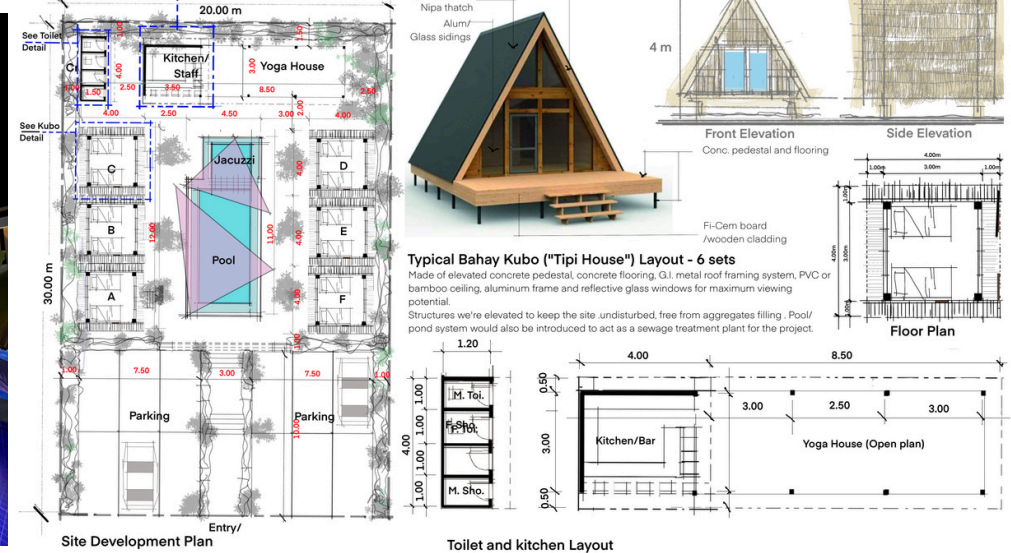 20.00 m
See Toilet
Detail
1.00
1.50
Kitchen/
Staff
Yoga House
3.00
4.00
1.00
1.50
2.50
3.50
8.50
2.50
2.00
4.00
2.50
4.50
3.00
4.00
See Kubo
Detail
Jacuzzi
C
D
4.00
B
E
12.00
11.00
4.00
Pool
A
F
4.00
30.00 m
1.00
1.00
7.50
3.00
7.50
1.00
Parking
Parking
10.00
Entry/
Site Development Plan
Nipa thatch
Alum/
Glass sidings
4 m
Front Elevation
Side Elevation
Conc. pedestal and flooring
Fi-Cem board
/wooden cladding
4.00m
1.00m
3.00m
1.00m
1.00m
4.00m
3.00m
Floor Plan
Typical Bahay Kubo ("Tipi House") Layout - 6 sets
Made of elevated concrete pedestal, concrete flooring, G.I. metal roof framing system, PVC or
bamboo ceiling, aluminum frame and reflective glass windows for maximum viewing
potential.
Structures we're elevated to keep the site .undisturbed, free from aggregates filling . Pool/
pond system would also be introduced to act as a sewage treatment plant for the project.
1.20
M. Toi.
F. Sho.
F. Toi.
M. Sho.
1.00
1.00
1.00
1.00
4.00
4.00
8.50
0.50
3.00
0.50
3.00
2.50
3.00
Kitchen/Bar
Yoga House (Open plan)
Toilet and kitchen Layout